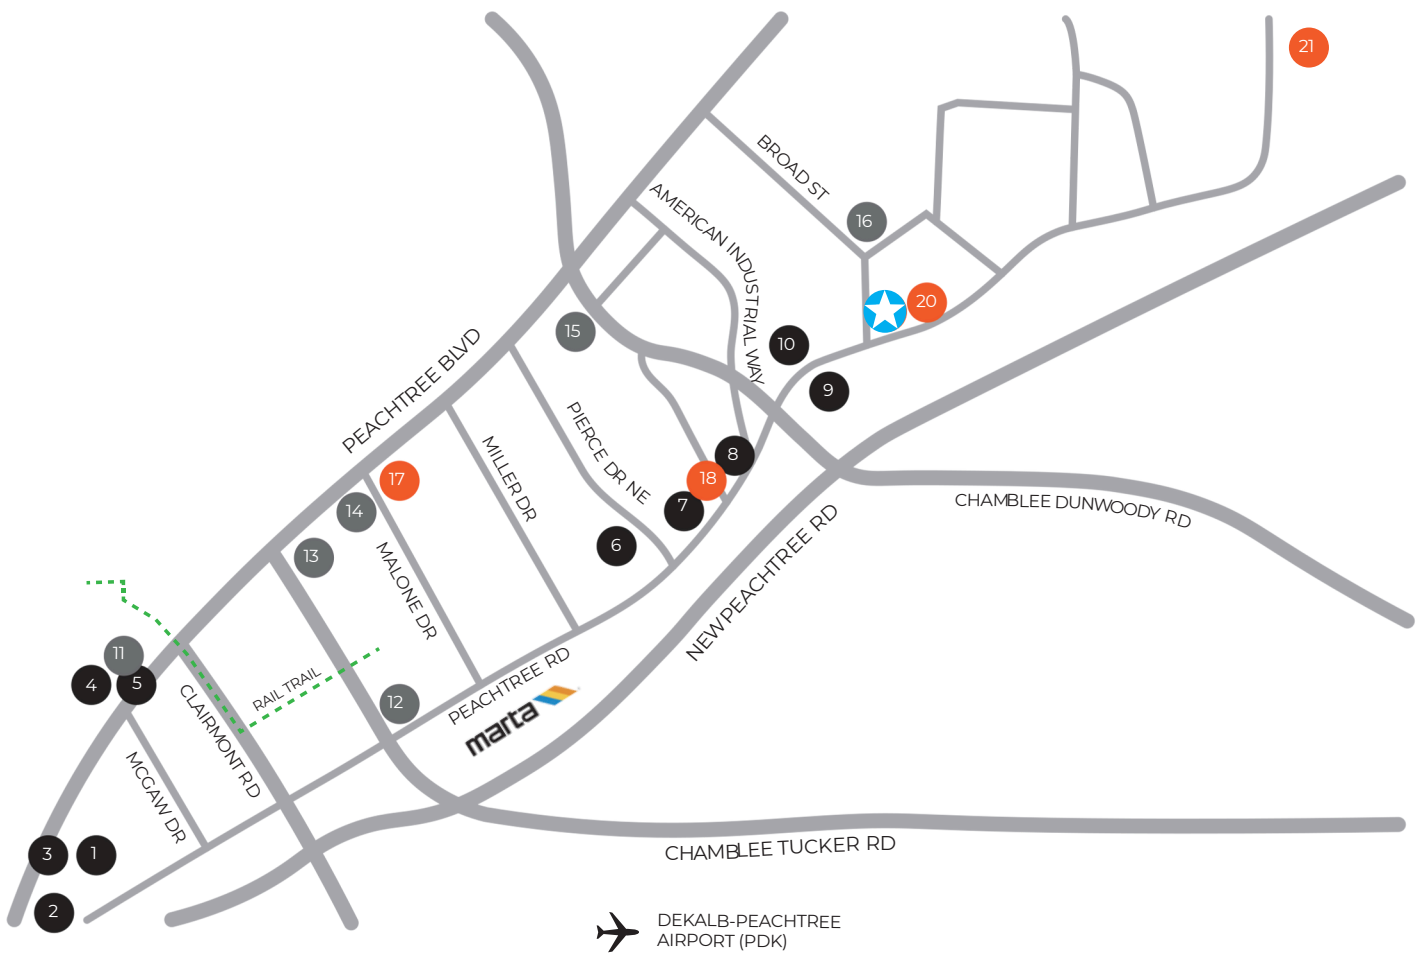 21
BROAD ST
AMERICAN INDUSTRIAL WAY
16
20
15
10
9
PEACHTREE BLVD
PIERCE DR NE
MILLER DR
8
18
7
17
14
6
13
MALONE DR
CHAMBLEE DUNWOODY RD
NEW PEACHTREE RD
11
4
5
RAIL TRAIL
CLAIRMONT RD
12
PEACHTREE RD
marta
MCGAW DR
3
1
2
CHAMBLEE TUCKER RD
DEKALB-PEACHTREE
AIRPORT (PDK)